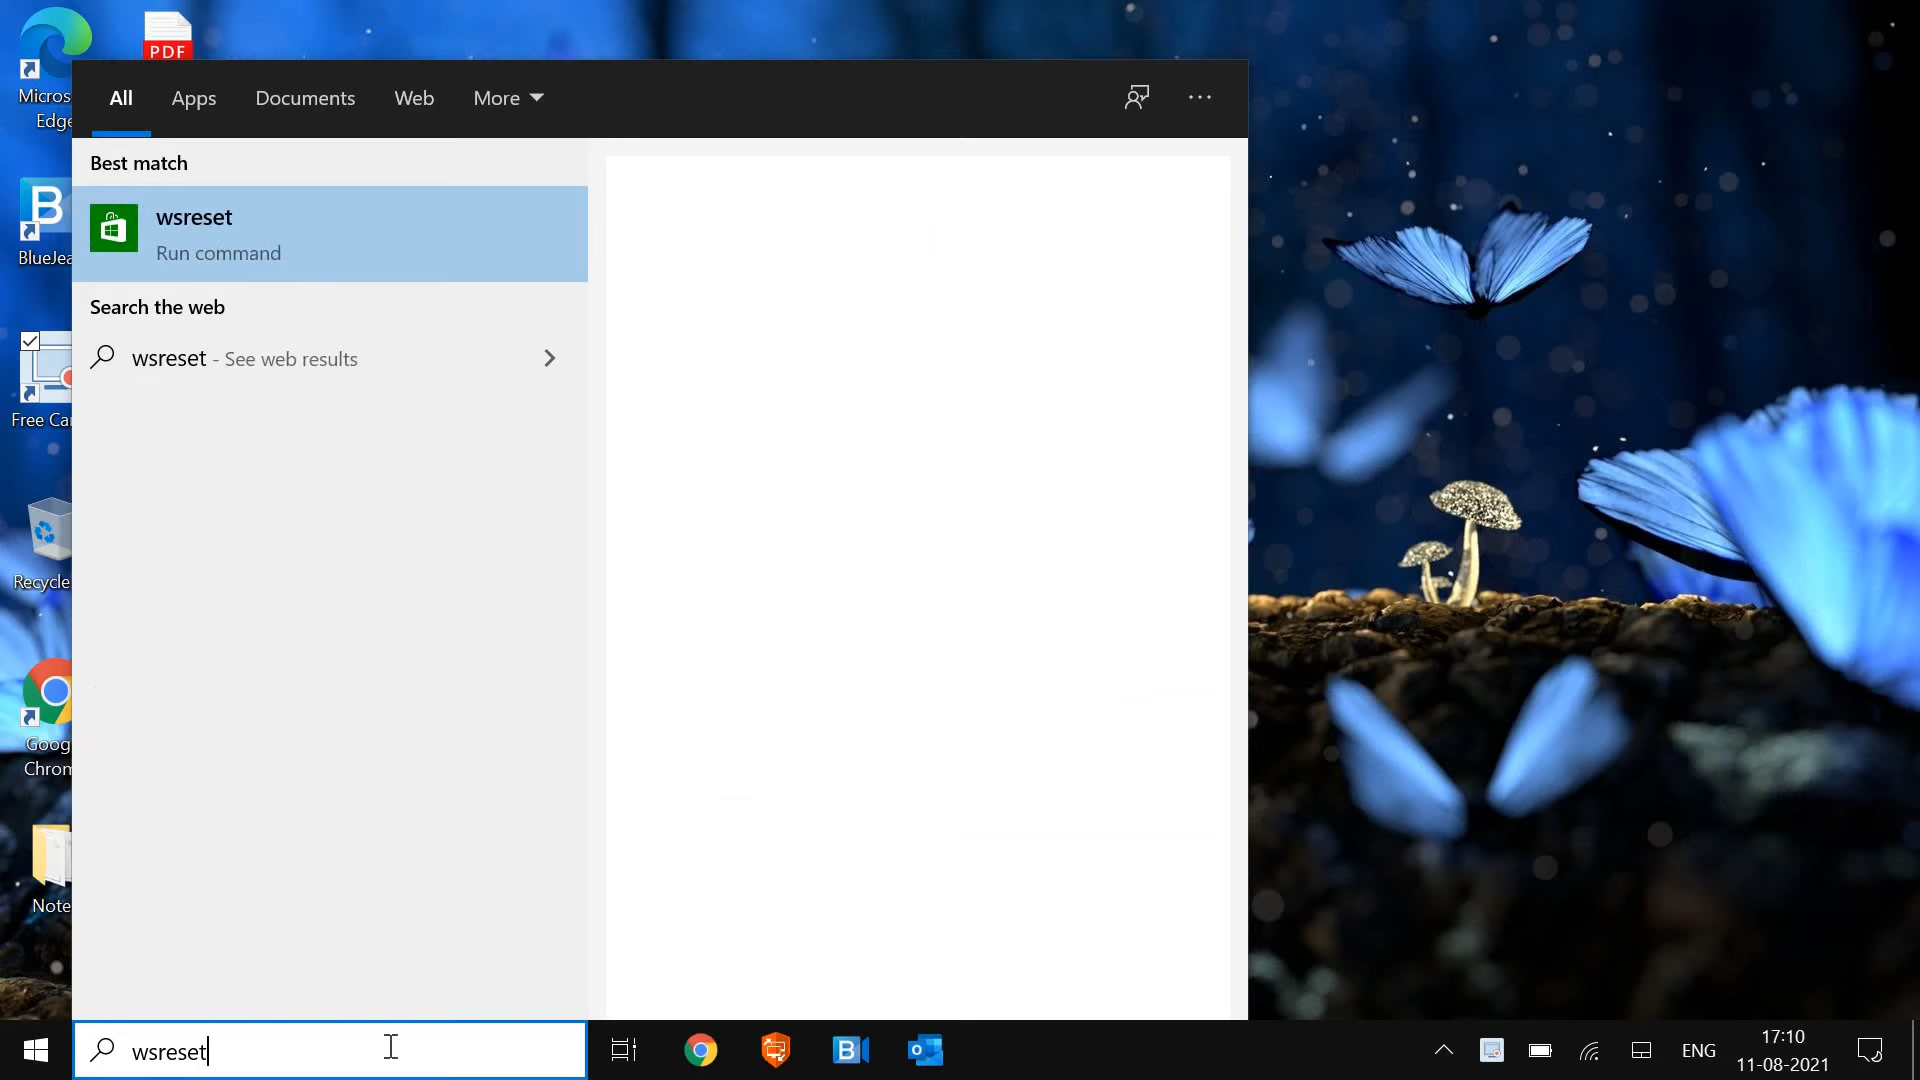 PDF
Micros
Edge
All
Apps
Documents
Web
More
Best match
wsreset
Run command
Search the web
wsreset - See web results
B
BlueJea
Free Ca
Recycle
Goog
Chrom
Note
wsreset
B
o
ENG
17:10
11-08-2021